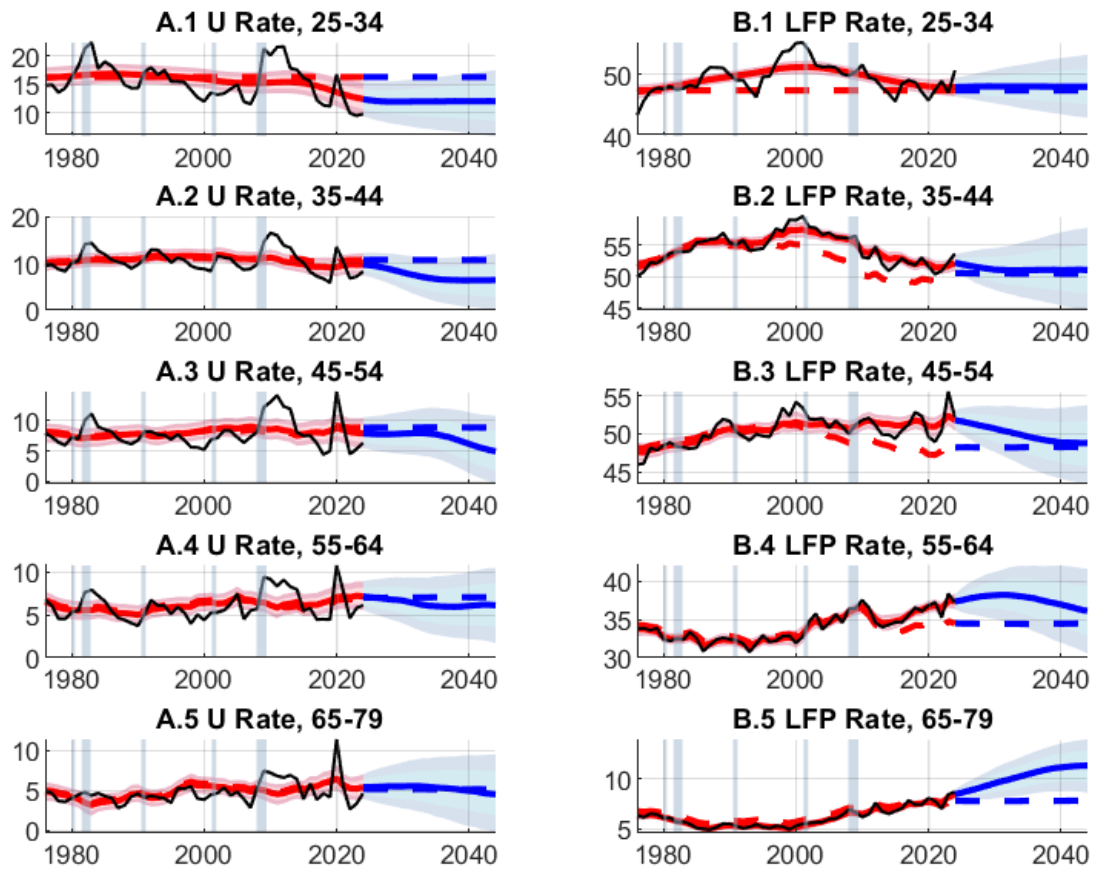 A.1 U Rate, 25-34
20
15
10
1980 2000 2020 2040
B.1 LFP Rate, 25-34
50
40
1980 2000 2020 2040
A.2 U Rate, 35-44
20
10
0
1980 2000 2020 2040
B.2 LFP Rate, 35-44
55
50
45
1980 2000 2020 2040
A.3 U Rate, 45-54
10
5
0
1980 2000 2020 2040
B.3 LFP Rate, 45-54
55
50
45
1980 2000 2020 2040
A.4 U Rate, 55-64
10
5
0
1980 2000 2020 2040
B.4 LFP Rate, 55-64
40
35
30
1980 2000 2020 2040
A.5 U Rate, 65-79
10
5
0
1980 2000 2020 2040
B.5 LFP Rate, 65-79
10
5
1980 2000 2020 2040